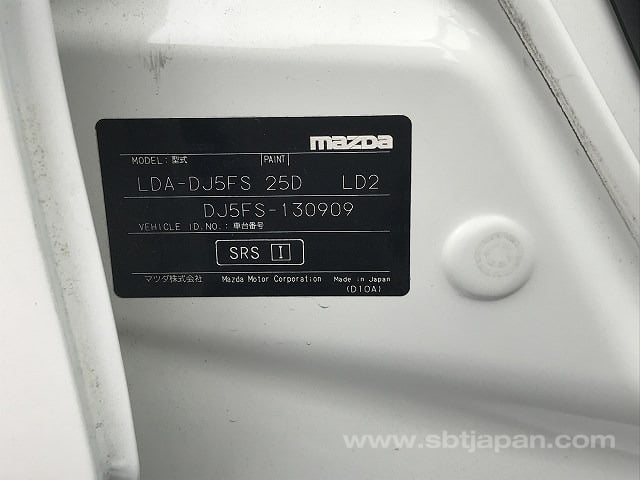 mazda
MODEL:型式 PAINT
LDA-DJ5FS 25D LD2
DJ5FS-130909
VEHICLE ID.NO.:車台番号
SRS I
マツダ株式会社 Mazda Motor Corporation Made in Japan
(D10A)
www.sbtjapan.com